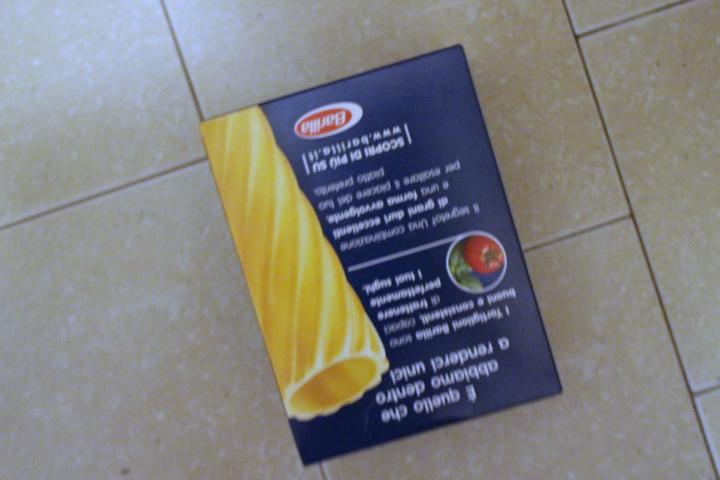 È quello che
abbiamo dentro
a renderci unici
I Tortiglioni Barilla sono
buoni e consistenti, capaci
di trattenere
perfettamente
i tuoi sughi.
Il segreto? Una combinazione
di grani duri eccellenti
e una forma avvolgente,
per esaltare il piacere del tuo
piatto preferito.
SCOPRI DI PIÙ SU
www.barilla.it
Barilla